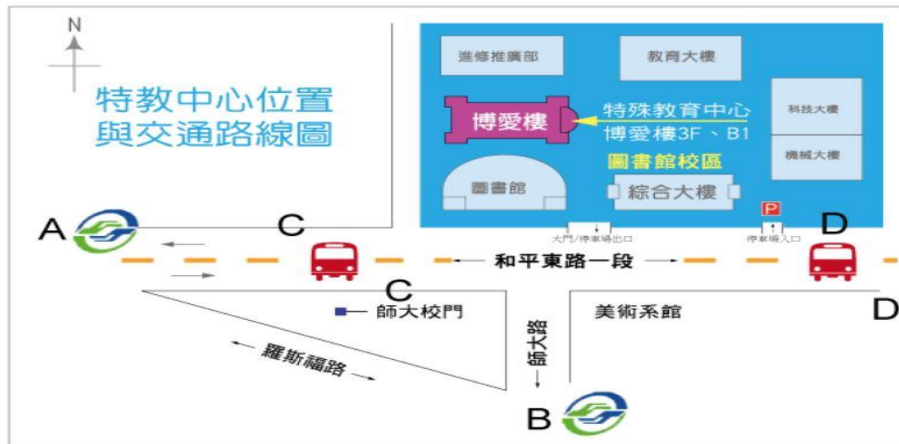 N
特教中心位置
與交通路線圖
進修推廣部
教育大樓
博愛樓
特殊教育中心
博愛樓3F、B1
科技大樓
機械大樓
圖書館校區
圖書館
綜合大樓
P
A
C
大門/停車場出口
停車場入口
D
和平東路一段
C
師大校門
美術系館
D
羅斯福路
師大路
B